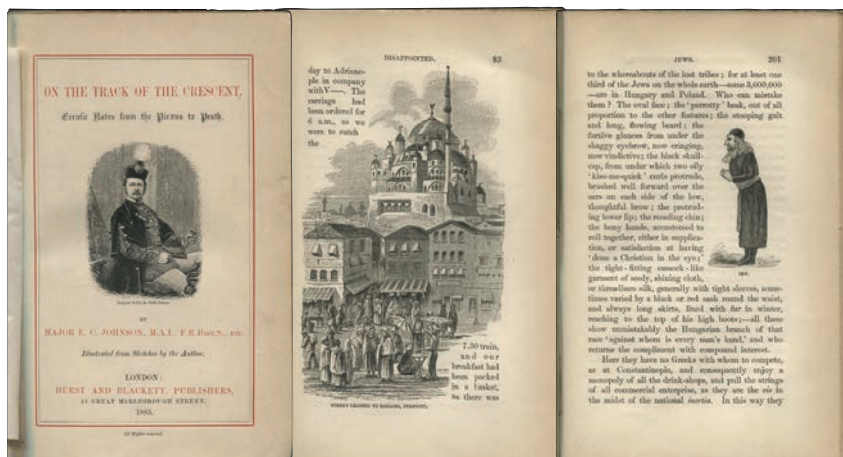 ON THE TRACK OF THE CRESCENT,
Erratic Notes from the Piræus to Pesth.
BY
MAJOR E. C. JOHNSON, M.A.I., F.R.HIST.S., ETC.
Illustrated from Sketches by the Author.
LONDON:
HURST AND BLACKETT, PUBLISHERS,
13 GREAT MARLBOROUGH STREET.
1885.
All Rights reserved.
DISAPPOINTED. 83
day to Adriano-
ple in company
with V——. The
carriage had
been ordered for
6 a.m., as we
were to catch
the
7.30 train,
and our
breakfast had
been packed
in a basket,
as there was
STREET LEADING TO BAZAARS, STAMBOUL.
JEWS. 201
to the whereabouts of the lost tribes; for at least one
third of the Jews on the whole earth—some 3,000,000
—are in Hungary and Poland. Who can mistake
them? The oval face; the 'parrotty' beak, out of all
proportion to the other features; the stooping gait
and long, flowing beard; the
furtive glances from under the
shaggy eyebrow, now cringing,
now vindictive; the black skull-
cap, from under which two oily
'kiss-me-quick' curls protrude,
brushed well forward over the
ears on each side of the low,
thoughtful brow; the protrud-
ing lower lip; the receding chin;
the bony hands, accustomed to
roll together, either in supplica-
tion, or satisfaction at having
'done a Christian in the eye;'
the tight-fitting cassock-like
garment of seedy, shining cloth,
or threadbare silk, generally with tight sleeves, some-
times varied by a black or red sash round the waist,
and always long skirts, lined with fur in winter,
reaching to the top of his high boots;—all these
show unmistakably the Hungarian branch of that
race 'against whom is every man's hand,' and who
returns the compliment with compound interest.
Here they have no Greeks with whom to compete,
as at Constantinople, and consequently enjoy a
monopoly of all the drink-shops, and pull the strings
of all commercial enterprise, as they are the vis in
the midst of the national inertia. In this way they